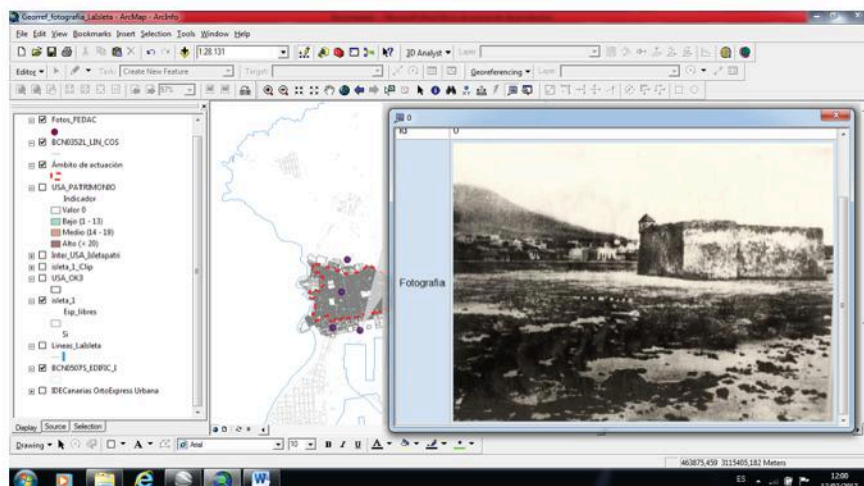 Georref_fotografia_LaIsleta - ArcMap - ArcInfo
File Edit View Bookmarks Insert Selection Tools Window Help
1:28.131
3D Analyst
Layer:
Editor
Task: Create New Feature
Target:
Georeferencing
Layer:
Fotos_FEDAC
BCN0352L_LIN_COS
Ámbito de actuación
USA_PATRIMONIO
Indicador
Valor 0
Bajo (1 - 13)
Medio (14 - 19)
Alto (< 20)
Inter_USA_Isletapatri
isleta_1_Clip
USA_OK3
isleta_1
Esp_libres
Si
Lineas_LaIsleta
BCN0507S_EDIFIC_I
IDECanarias OrtoExpress Urbana
Display Source Selection
0
Id 0
Fotografia
Drawing
A
Arial
10
B I U A
463875,459 3115405,182 Meters
ES
12:00